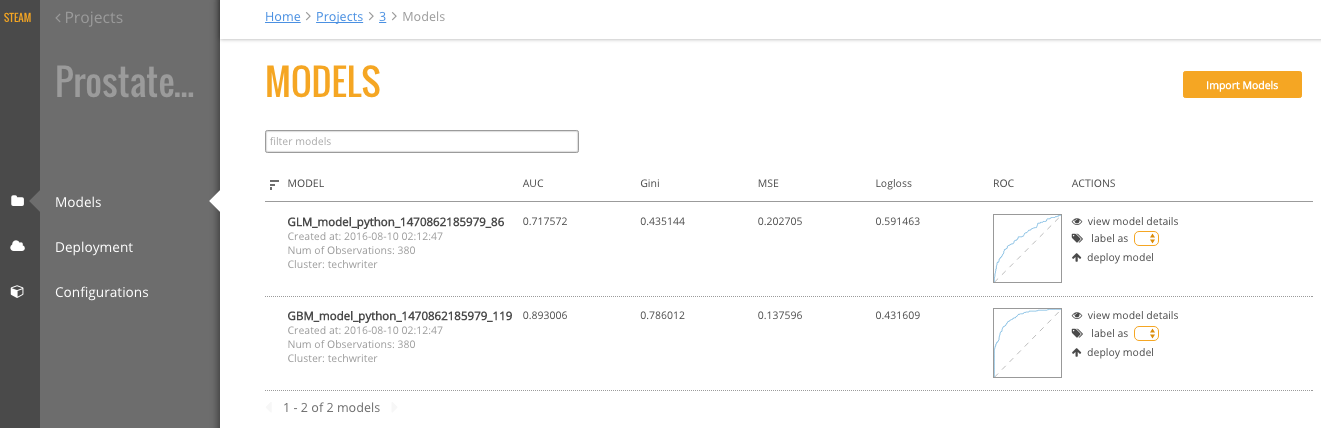 STEAM
‹ Projects
Prostate...
Models
Deployment
Configurations
Home > Projects > 3 > Models
MODELS
Import Models
filter models
MODEL AUC Gini MSE Logloss ROC ACTIONS
GLM_model_python_1470862185979_86 0.717572 0.435144 0.202705 0.591463 view model details
Created at: 2016-08-10 02:12:47 label as
Num of Observations: 380
Cluster: techwriter deploy model
GBM_model_python_1470862185979_119 0.893006 0.786012 0.137596 0.431609 view model details
Created at: 2016-08-10 02:12:47 label as
Num of Observations: 380
Cluster: techwriter deploy model
1 - 2 of 2 models